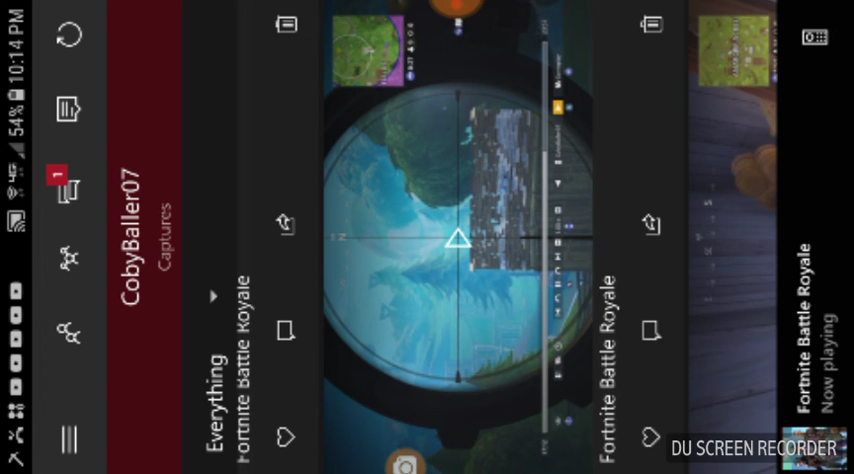 54% 10:14 PM
1
CobyBaller07
Captures
Everything
Fortnite Battle Royale
Fortnite Battle Royale
Fortnite Battle Royale
Now playing
DU SCREEN RECORDER